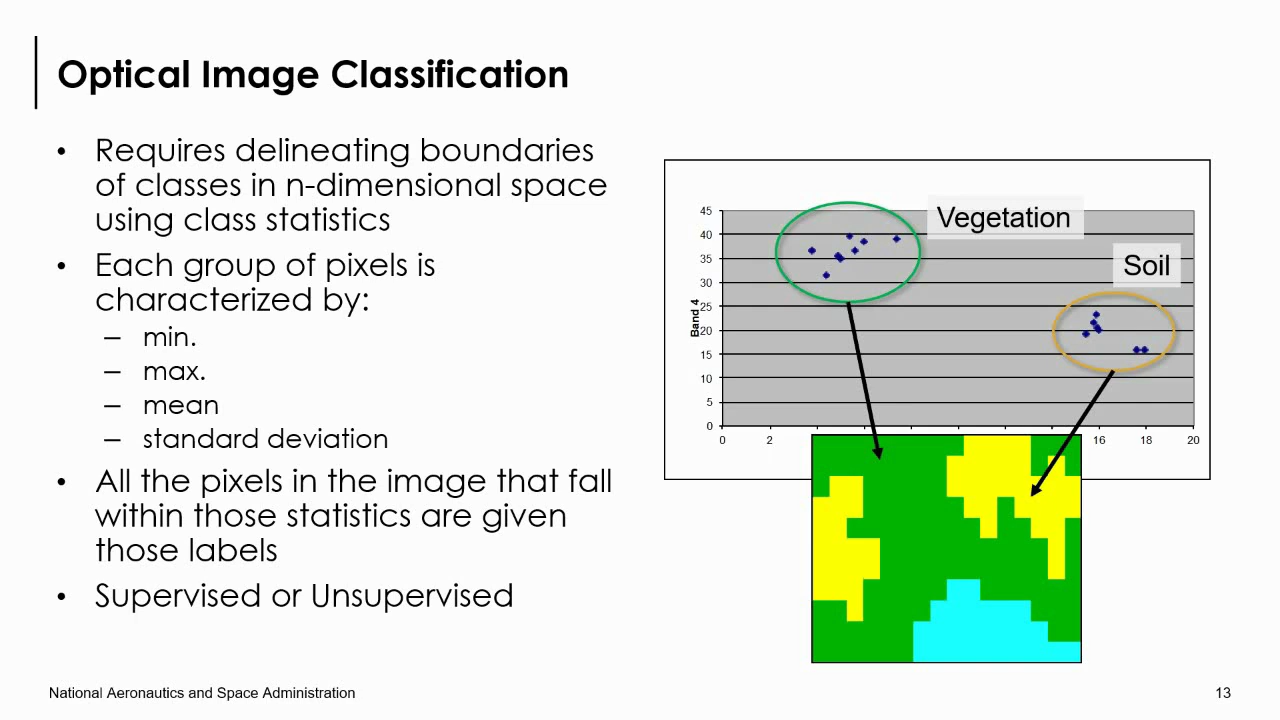 Optical Image Classification
• Requires delineating boundaries
of classes in n-dimensional space
using class statistics
• Each group of pixels is
characterized by:
– min.
– max.
– mean
– standard deviation
• All the pixels in the image that fall
within those statistics are given
those labels
• Supervised or Unsupervised
Vegetation
Soil
Band 4
45
40
35
30
25
20
15
10
5
0
0 2 16 18 20
National Aeronautics and Space Administration
13